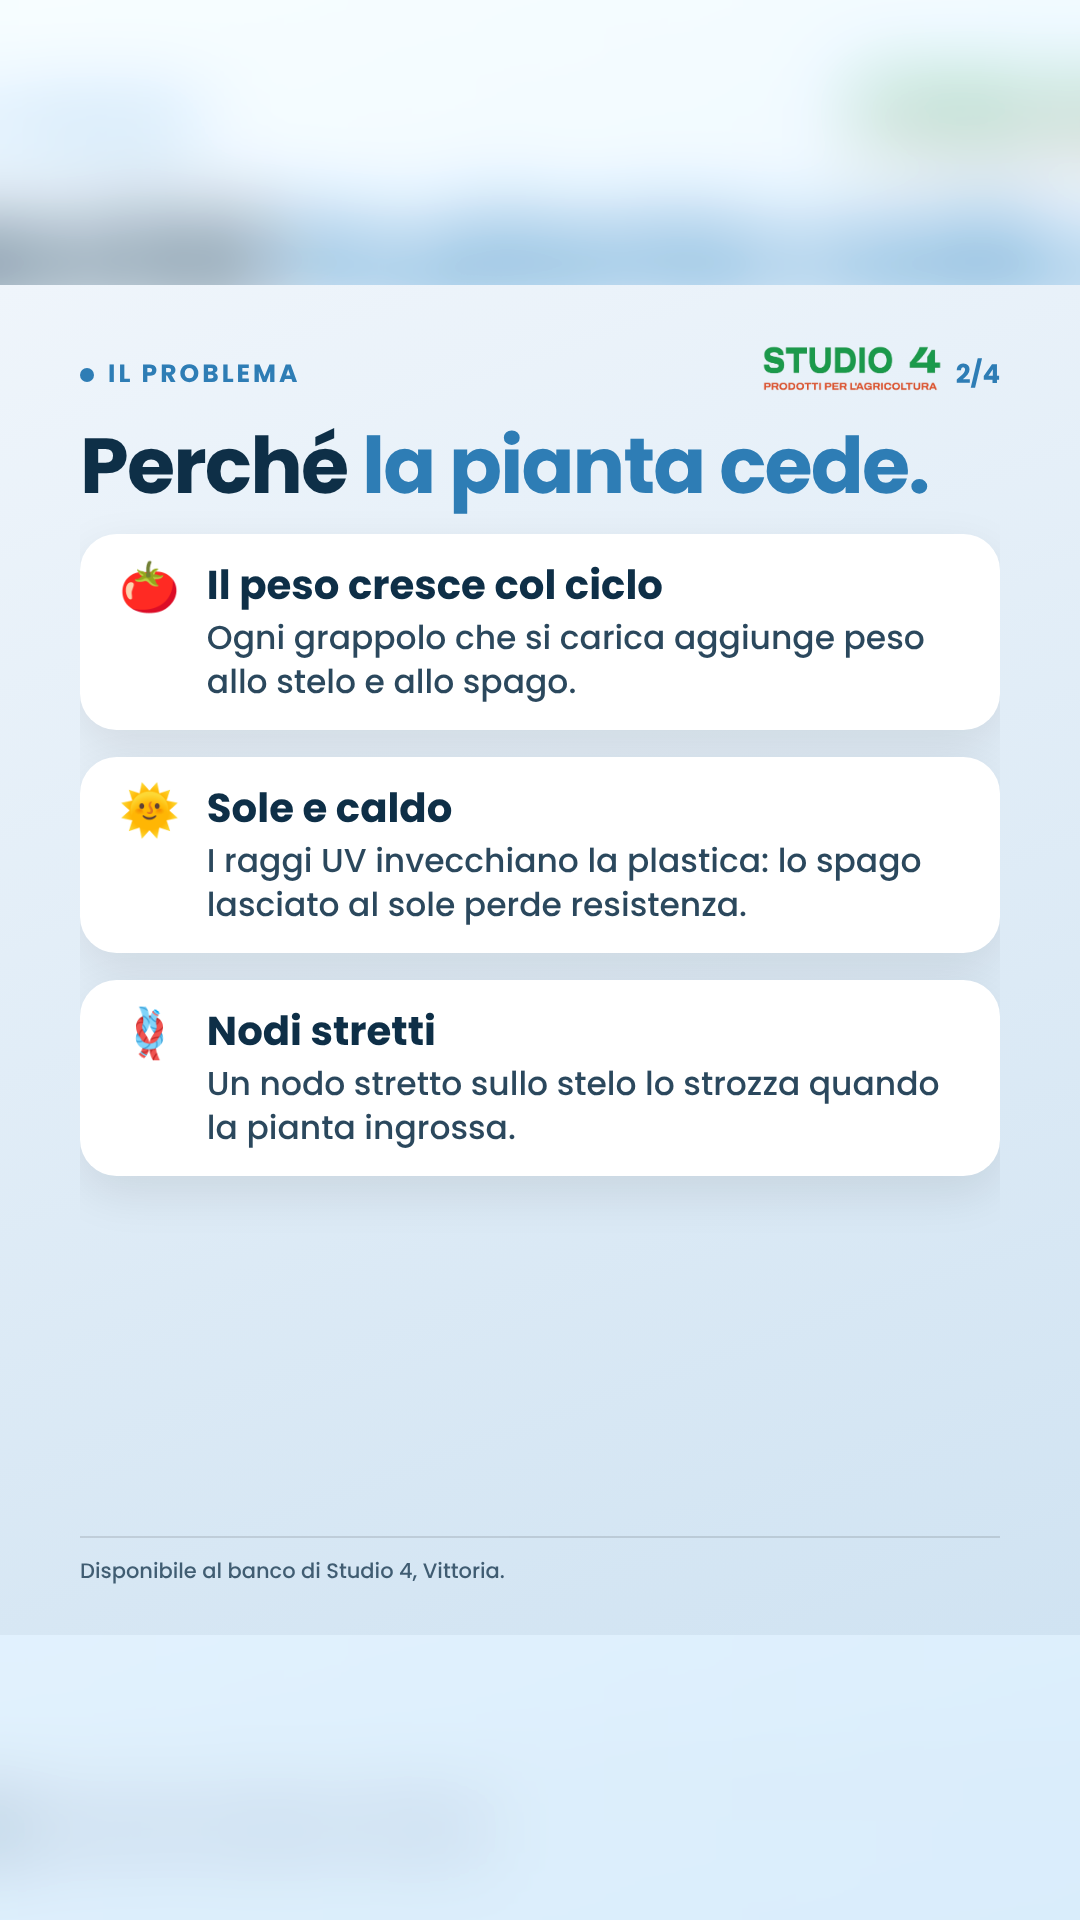 IL PROBLEMA
STUDIO 4
PRODOTTI PER L'AGRICOLTURA
2/4
Perché la pianta cede.
Il peso cresce col ciclo
Ogni grappolo che si carica aggiunge peso
allo stelo e allo spago.
Sole e caldo
I raggi UV invecchiano la plastica: lo spago
lasciato al sole perde resistenza.
Nodi stretti
Un nodo stretto sullo stelo lo strozza quando
la pianta ingrossa.
Disponibile al banco di Studio 4, Vittoria.